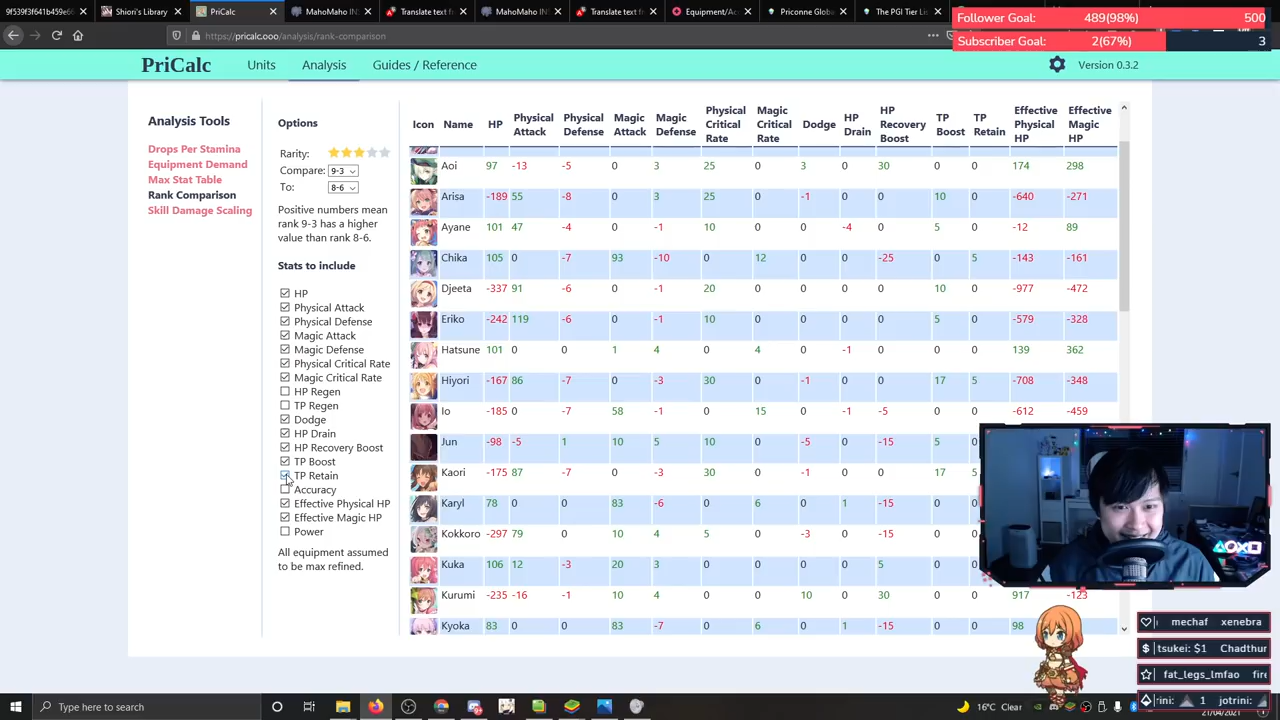 9f539f3f641b49e66
Shiori's Library
PriCalc
MahoMaho IN
Translate text fr
MahoMaho IN
Translate text fr
Equipment/Ac
Priconne Globa
The PGI Tier Lis
https://pricalc.ooo/analysis/rank-comparison
Follower Goal: 489(98%) 500
Subscriber Goal: 2(67%) 3
PriCalc
Units
Analysis
Guides / Reference
Version 0.3.2
Analysis Tools
Drops Per Stamina
Equipment Demand
Max Stat Table
Rank Comparison
Skill Damage Scaling
Options
Rarity:
Compare: 9-3
To: 8-6
Positive numbers mean
rank 9-3 has a higher
value than rank 8-6.
Stats to include
HP
Physical Attack
Physical Defense
Magic Attack
Magic Defense
Physical Critical Rate
Magic Critical Rate
HP Regen
TP Regen
Dodge
HP Drain
HP Recovery Boost
TP Boost
TP Retain
Accuracy
Effective Physical HP
Effective Magic HP
Power
All equipment assumed
to be max refined.
Icon Name HP Physical Attack Physical Defense Magic Attack Magic Defense Physical Critical Rate Magic Critical Rate Dodge HP Drain HP Recovery Boost TP Boost TP Retain Effective Physical HP Effective Magic HP
Aoi 97 -13 -5 0 3 25 0 3 0 30 0 0 174 298
Arisa -189 55 -8 0 3 25 0 -1 0 0 10 0 -640 -271
Ayane 101 47 -4 0 -1 10 0 0 -4 0 5 0 -12 89
Chika 105 0 -7 93 -10 0 12 0 0 -25 0 5 -143 -161
Djeeta -337 91 -6 0 -1 20 0 0 0 0 10 0 -977 -472
Eriko -242 119 -6 0 -1 10 0 0 0 0 5 0 -579 -328
Hatsune 101 0 0 1 4 0 4 0 -1 0 0 0 139 362
Hiyori -167 86 -7 0 -3 30 0 -1 0 0 17 5 -708 -348
Io -185 0 -7 58 -1 0 15 0 -1 -5 0 0 -612 -459
Jun -98 -5 1 10 5 10 0 -5 0 -15 5
Kaori -175 87 -7 0 -3 30 0 -1 0 0 17 5
Karyl 78 0 0 83 -6 0 6 0 1 -15 0 0
Kokkoro -297 79 0 10 4 5 0 -3 0 -15 0 0
Kuka 106 12 0 20 3 0 0 0 0 5 0 0
Kurumi -235 -16 -1 10 4 0 0 10 0 30 0 0 917 -123
Kyoka 83 0 0 83 -7 0 6 0 1 -15 0 0 98
mechaf xenebra
tsukei: $1 Chadthur
fat_legs_lmfao fire
rini: 1 jotrini:
Type here to search
16°C Clear
21/04/2021